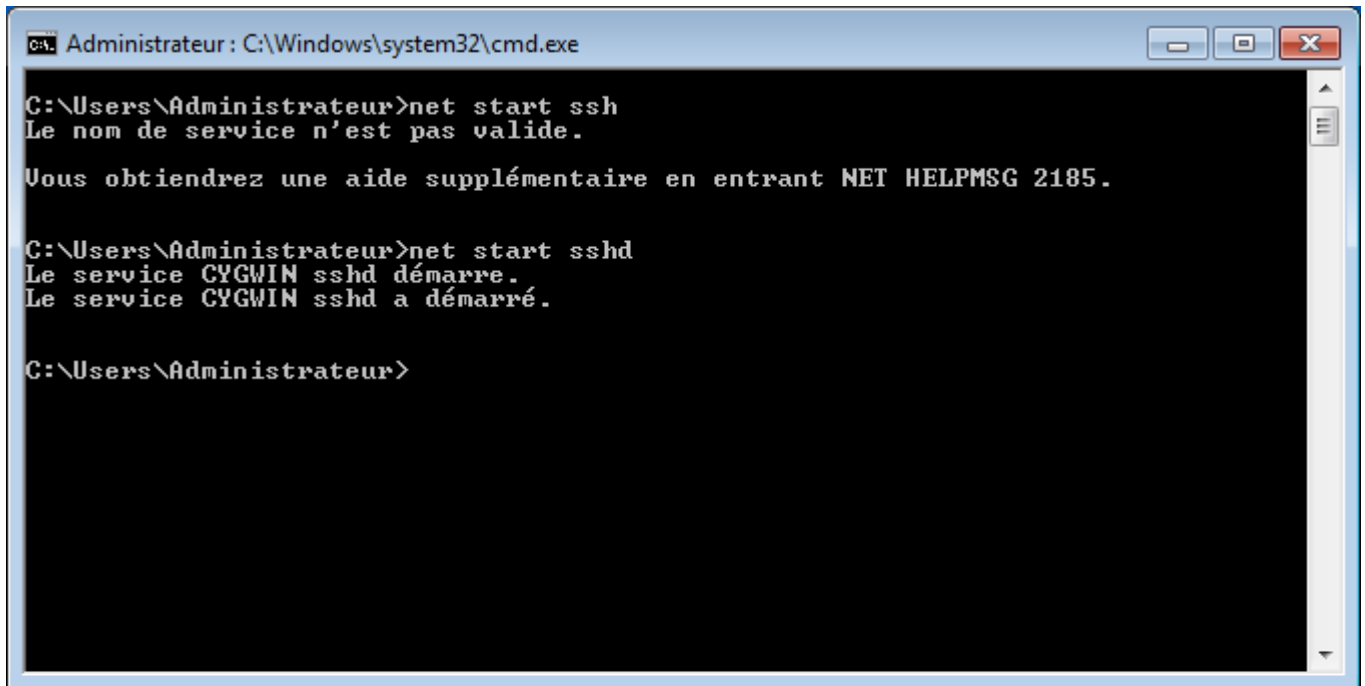 Administrateur : C:\Windows\system32\cmd.exe
C:\Users\Administrateur>net start ssh
Le nom de service n'est pas valide.
Vous obtiendrez une aide supplémentaire en entrant NET HELPMSG 2185.
C:\Users\Administrateur>net start sshd
Le service CYGWIN sshd démarre.
Le service CYGWIN sshd a démarré.
C:\Users\Administrateur>